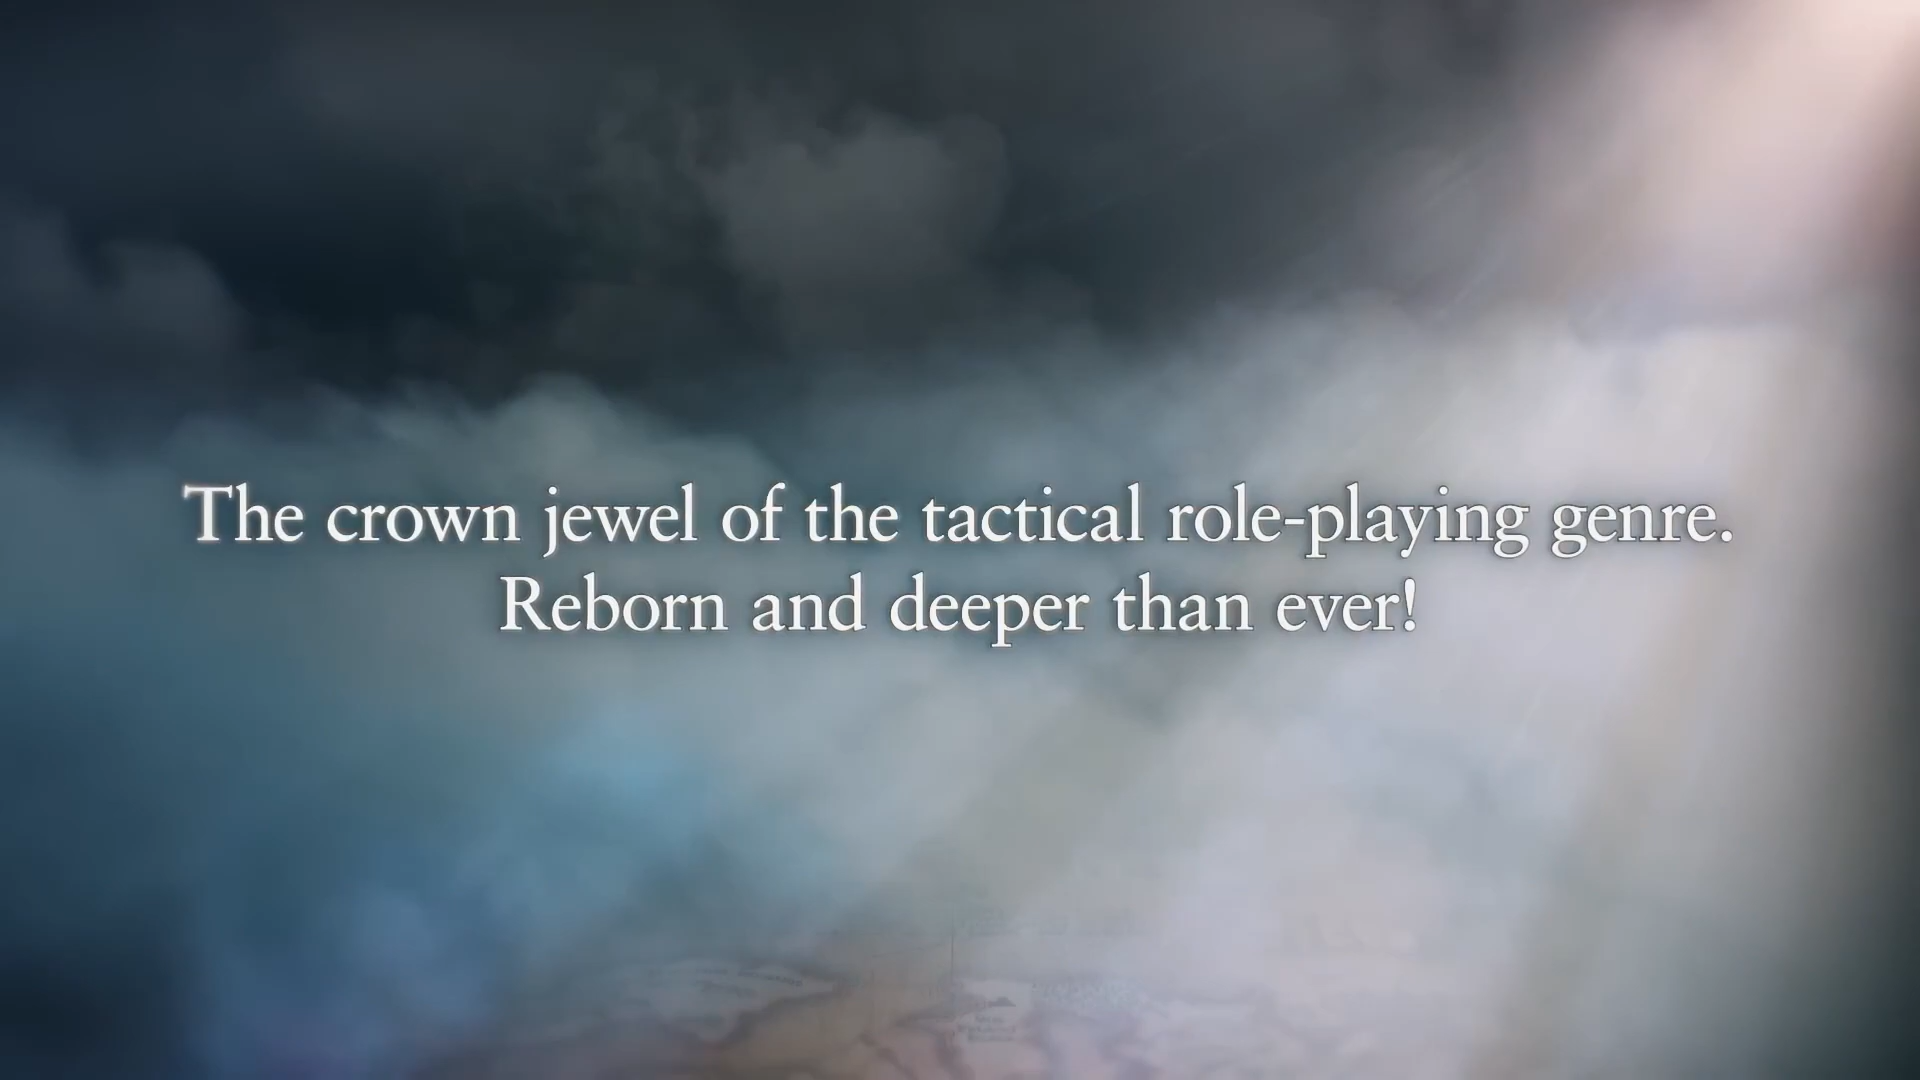 The crown jewel of the tactical role-playing genre.
Reborn and deeper than ever!